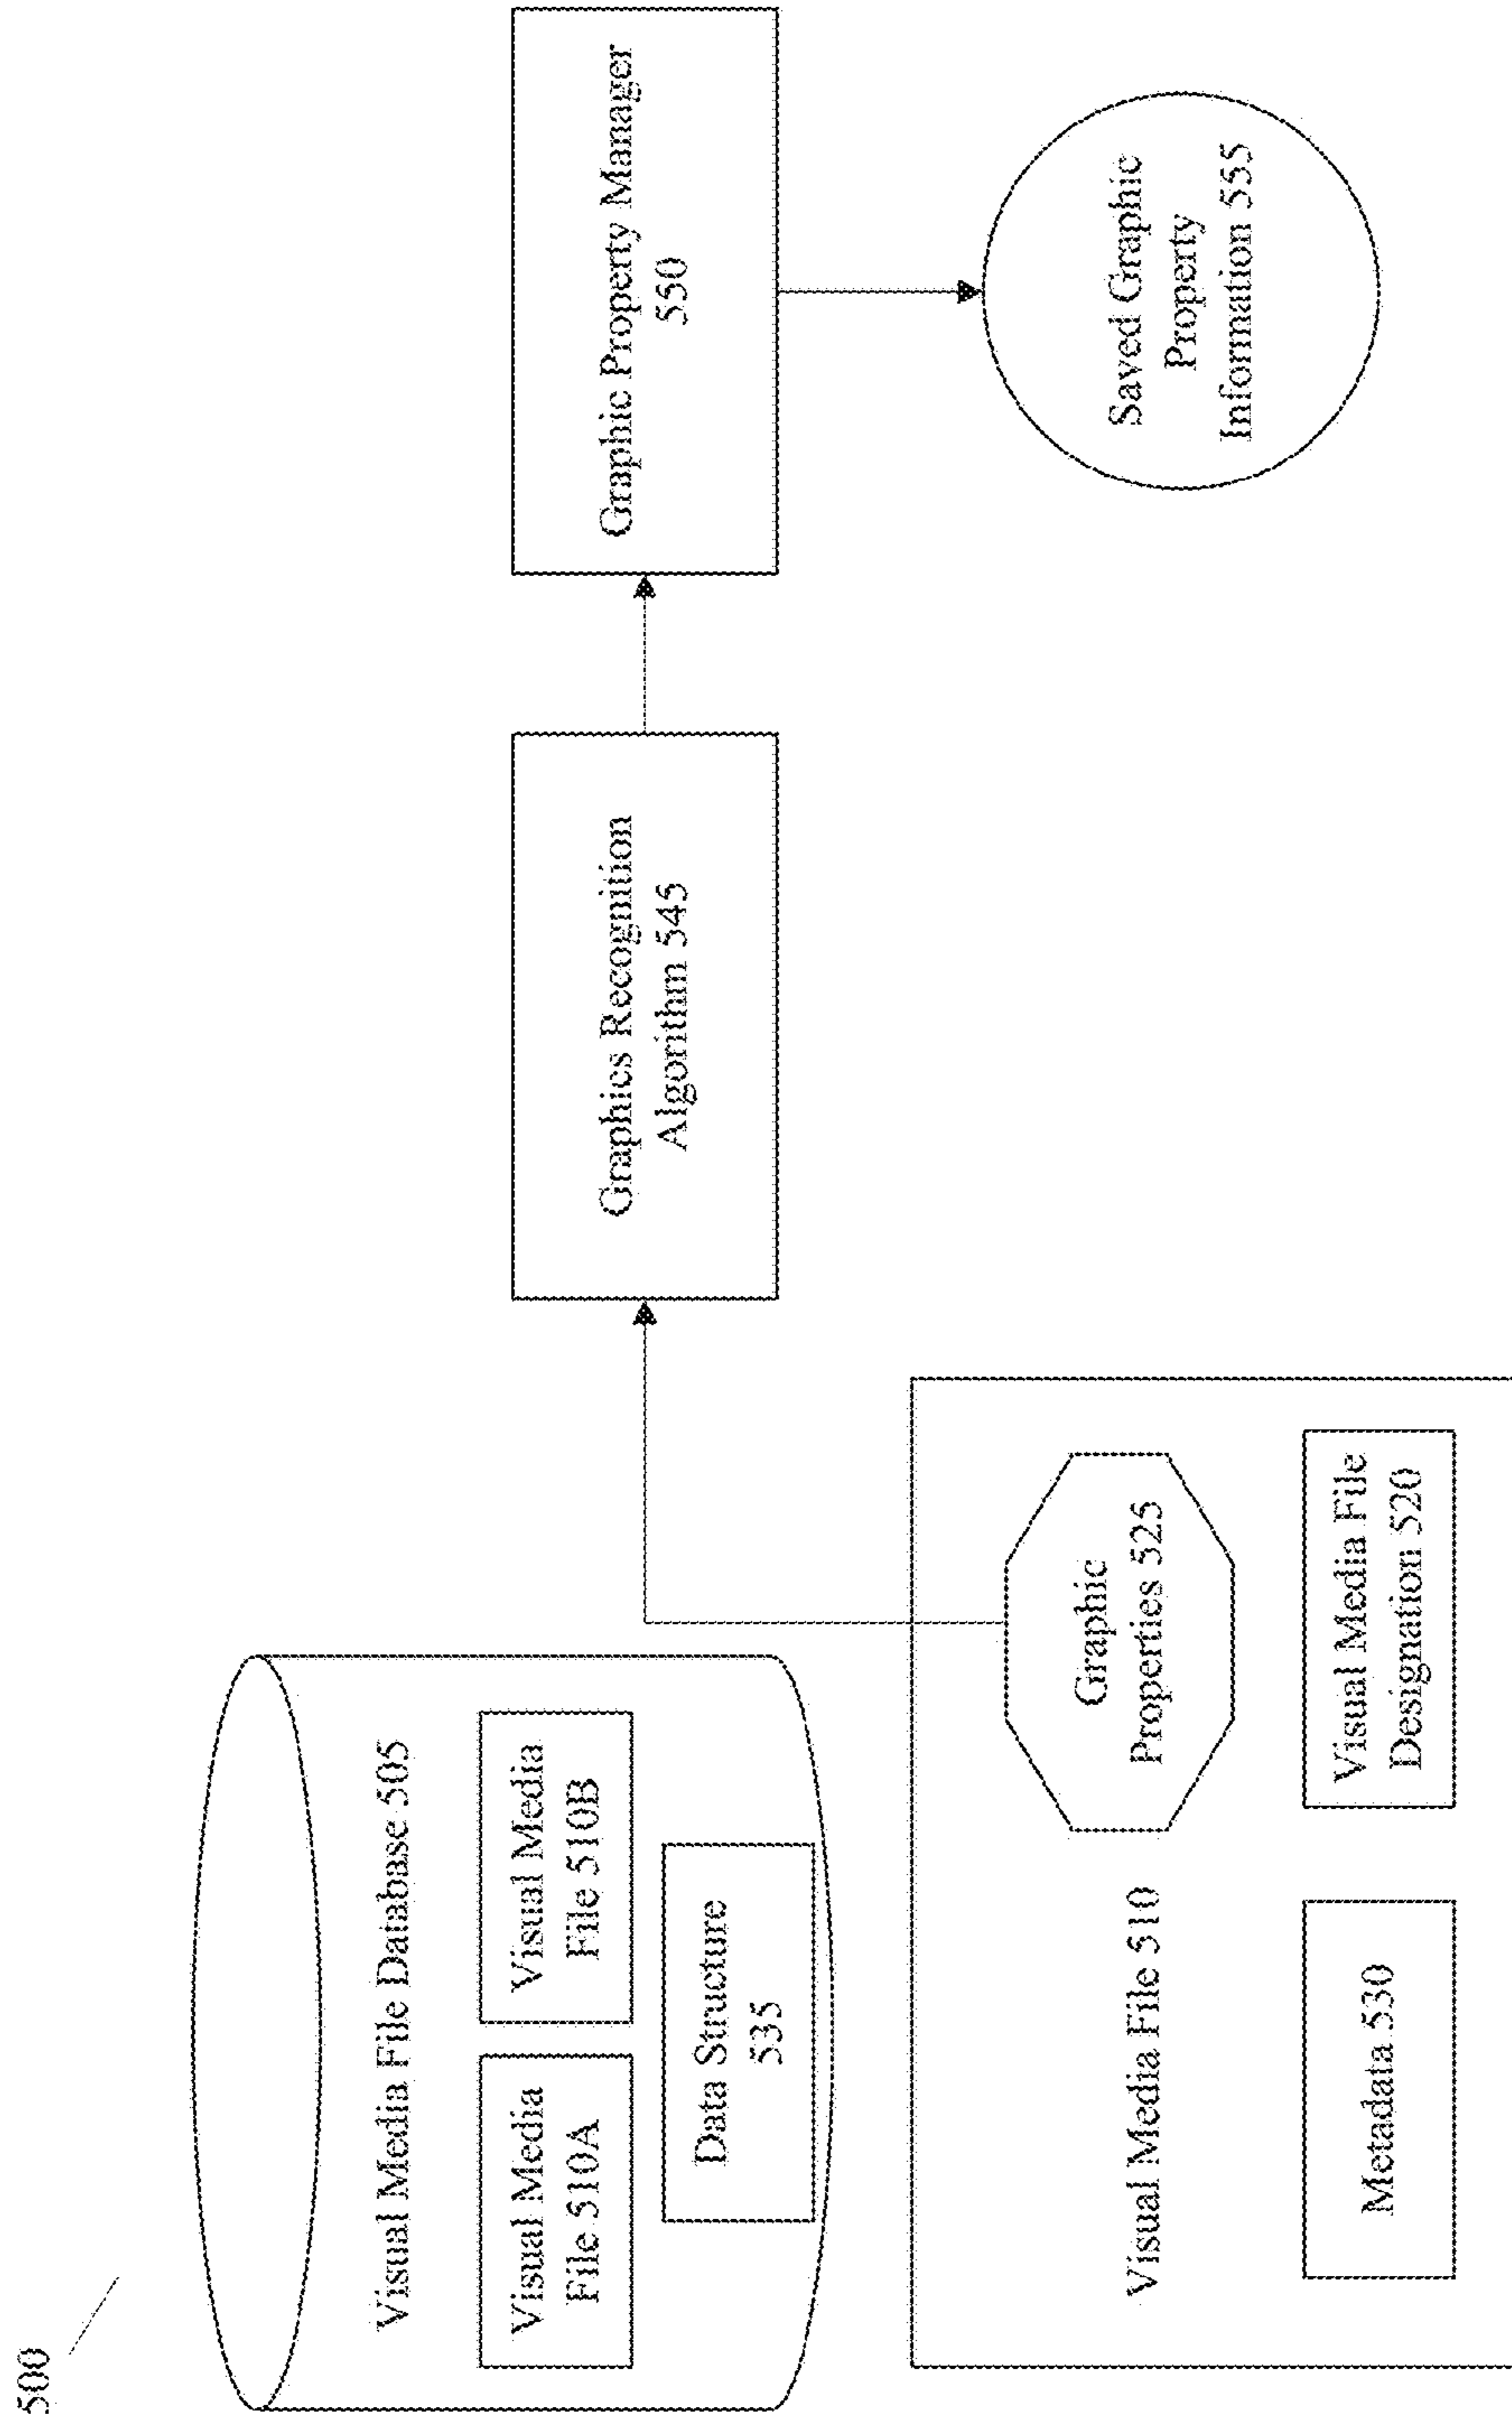 500
Visual Media File Database 505
Visual Media
File 510A
Visual Media
File 510B
Data Structure
535
Visual Media File 510
Graphic
Properties 525
Metadata 530
Visual Media File
Designation 520
Graphics Recognition
Algorithm 545
Graphic Property Manager
550
Saved Graphic
Property
Information 555